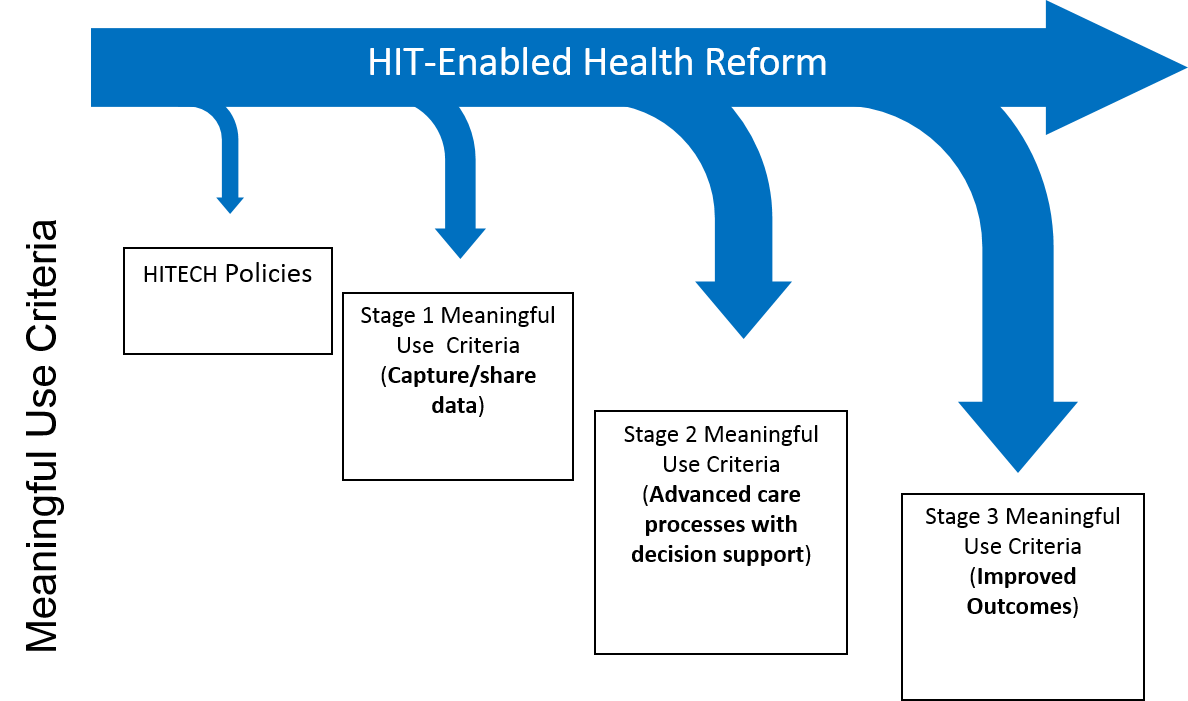 HIT-Enabled Health Reform
Meaningful Use Criteria
HITECH Policies
Stage 1 Meaningful
Use Criteria
(Capture/share
data)
Stage 2 Meaningful
Use Criteria
(Advanced care
processes with
decision support)
Stage 3 Meaningful
Use Criteria
(Improved
Outcomes)